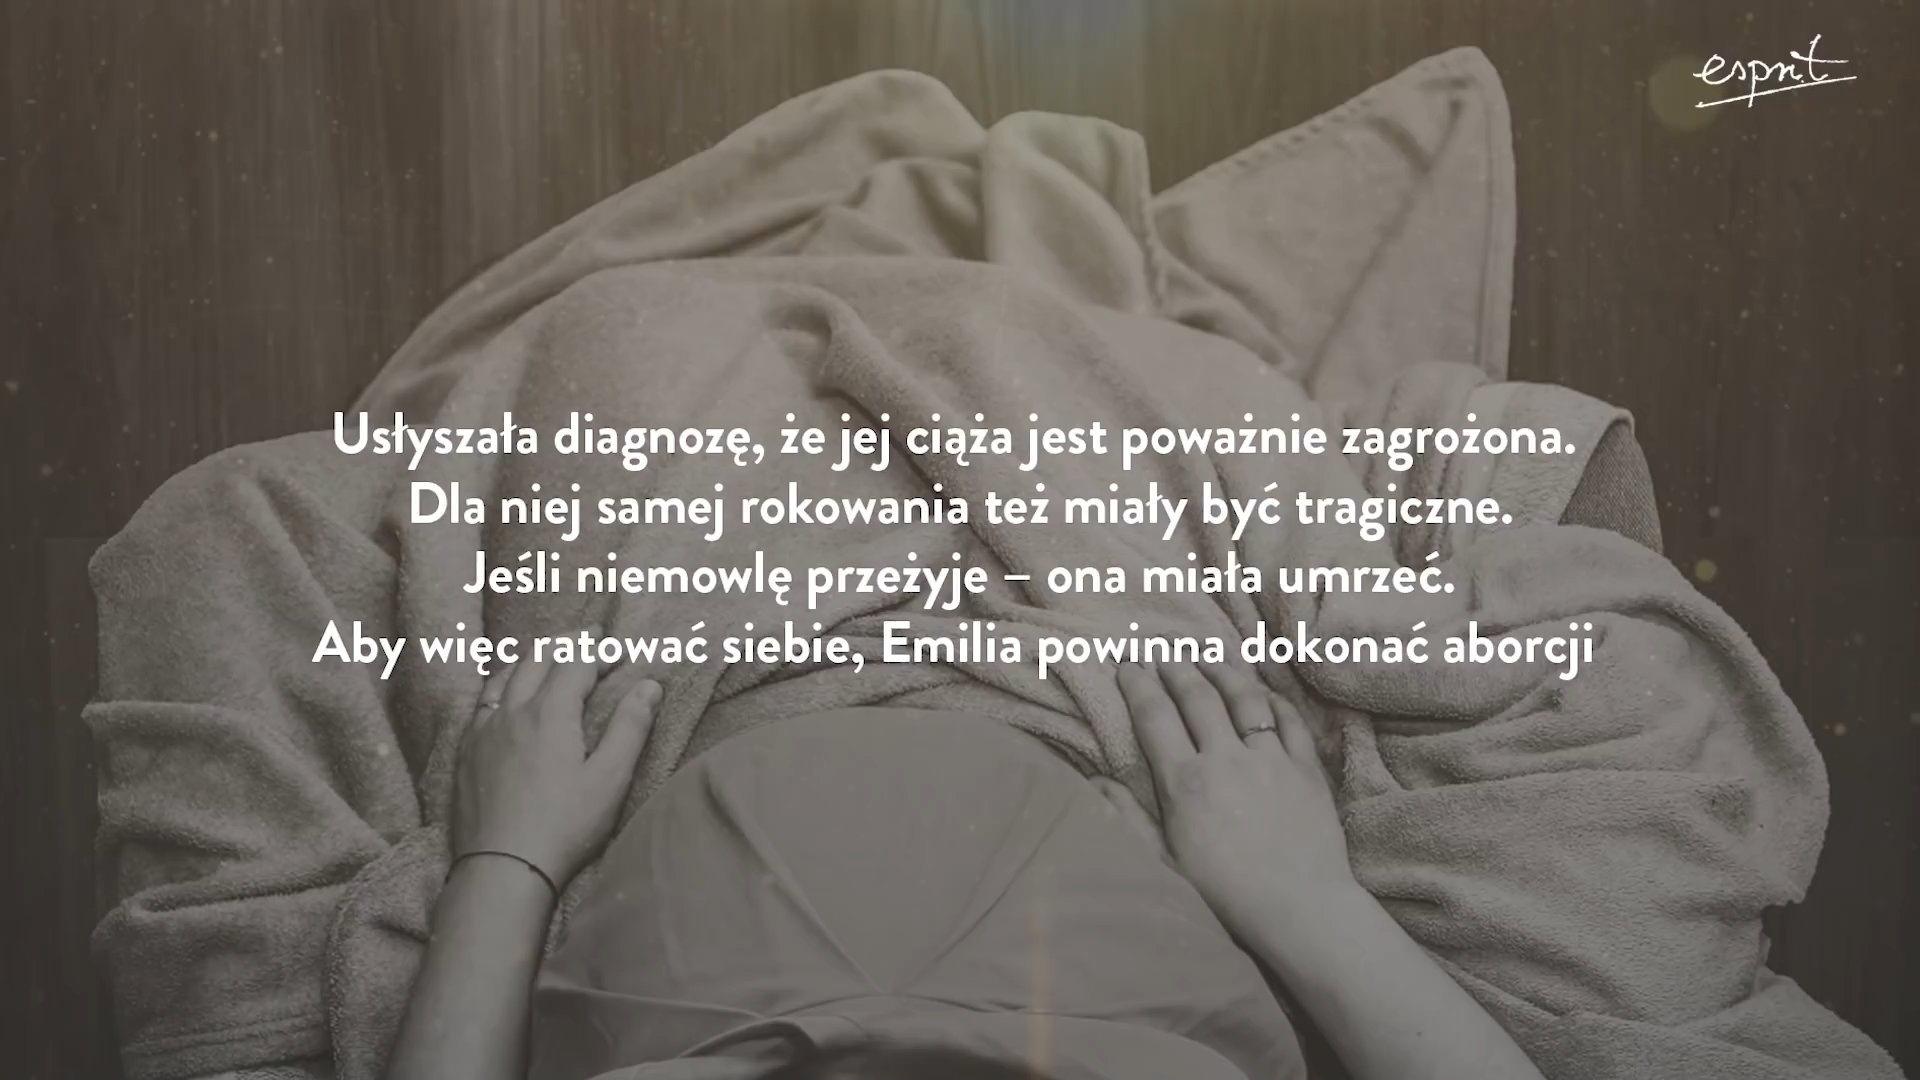 esprit
Usłyszała diagnozę, że jej ciąża jest poważnie zagrożona.
Dla niej samej rokowania też miały być tragiczne.
Jeśli niemowlę przeżyje – ona miała umrzeć.
Aby więc ratować siebie, Emilia powinna dokonać aborcji